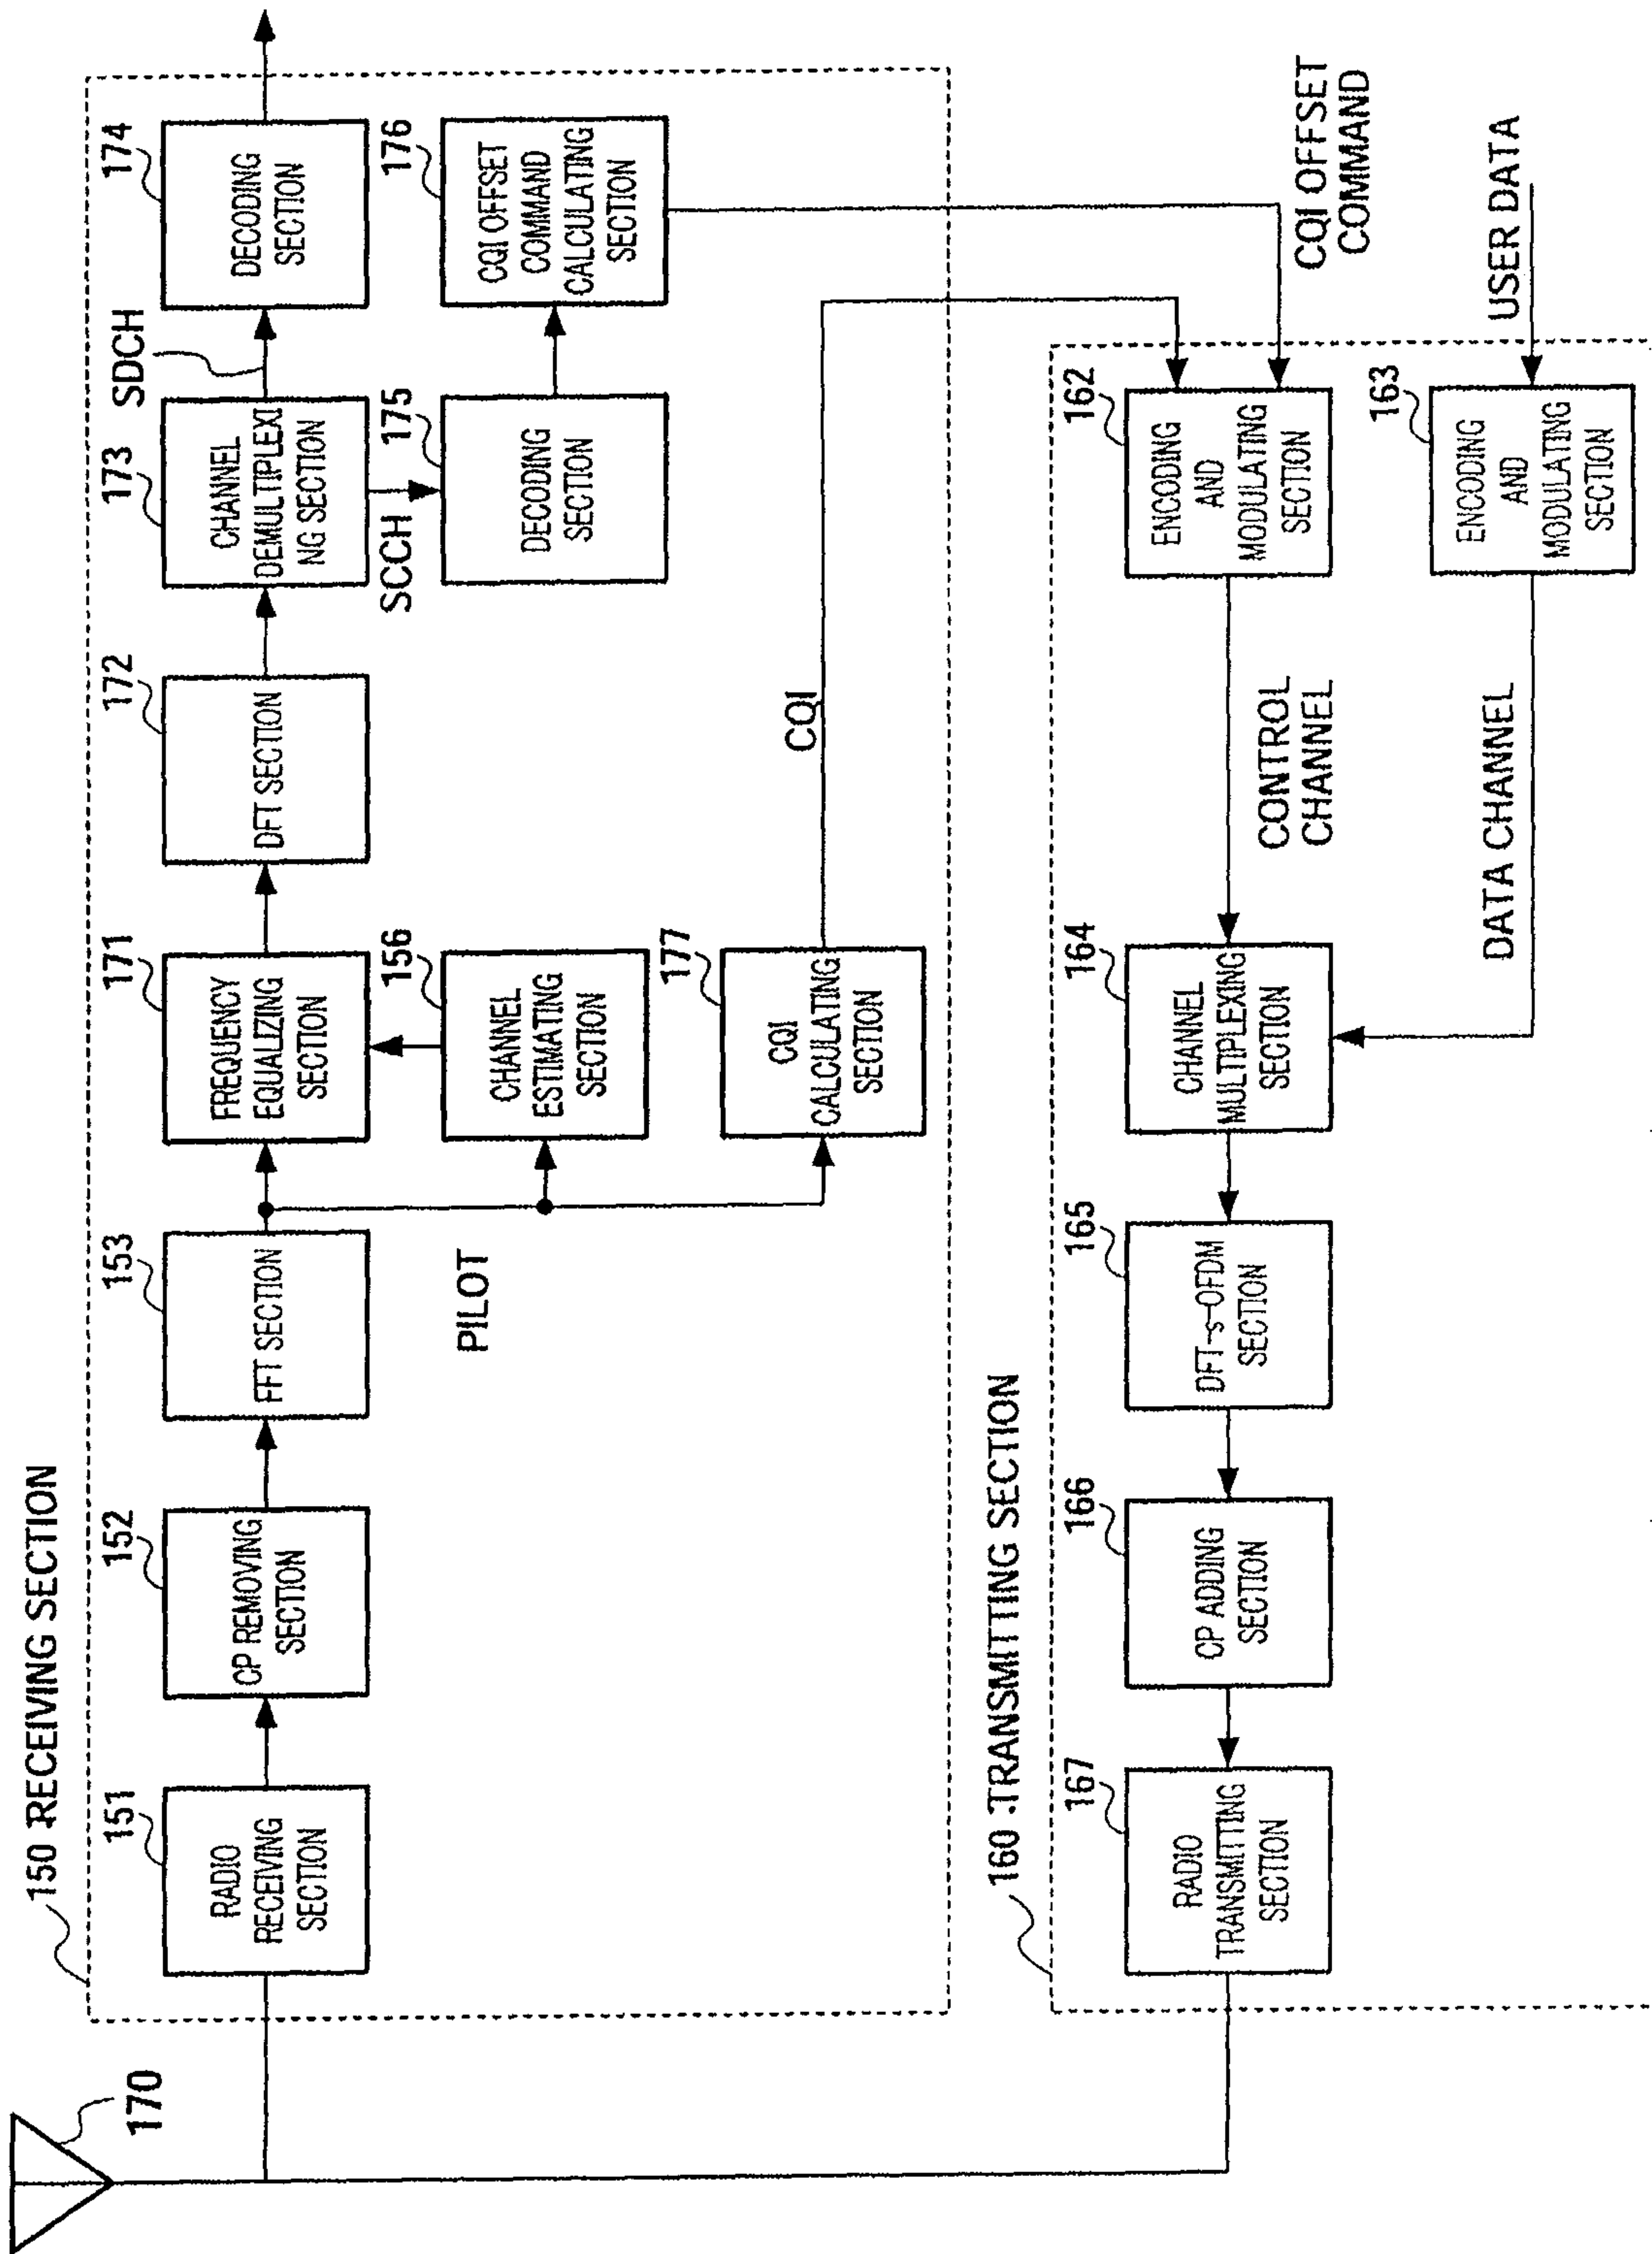 170
150 RECEIVING SECTION
151
RADIO
RECEIVING
SECTION
152
CP REMOVING
SECTION
153
FFT SECTION
PILOT
171
FREQUENCY
EQUALIZING
SECTION
156
CHANNEL
ESTIMATING
SECTION
177
CQI
CALCULATING
SECTION
CQI
172
DFT SECTION
173
CHANNEL
DEMULTIPLEXI
NG SECTION
SDCH
SCCH
174
DECODING
SECTION
175
DECODING
SECTION
176
CQI OFFSET
COMMAND
CALCULATING
SECTION
CQI OFFSET
COMMAND
USER DATA
160 TRANSMITTING SECTION
167
RADIO
TRANSMITTING
SECTION
166
CP ADDING
SECTION
165
DFT-s-OFDM
SECTION
164
CHANNEL
MULTIPLEXING
SECTION
CONTROL
CHANNEL
DATA CHANNEL
162
ENCODING
AND
MODULATING
SECTION
163
ENCODING
AND
MODULATING
SECTION